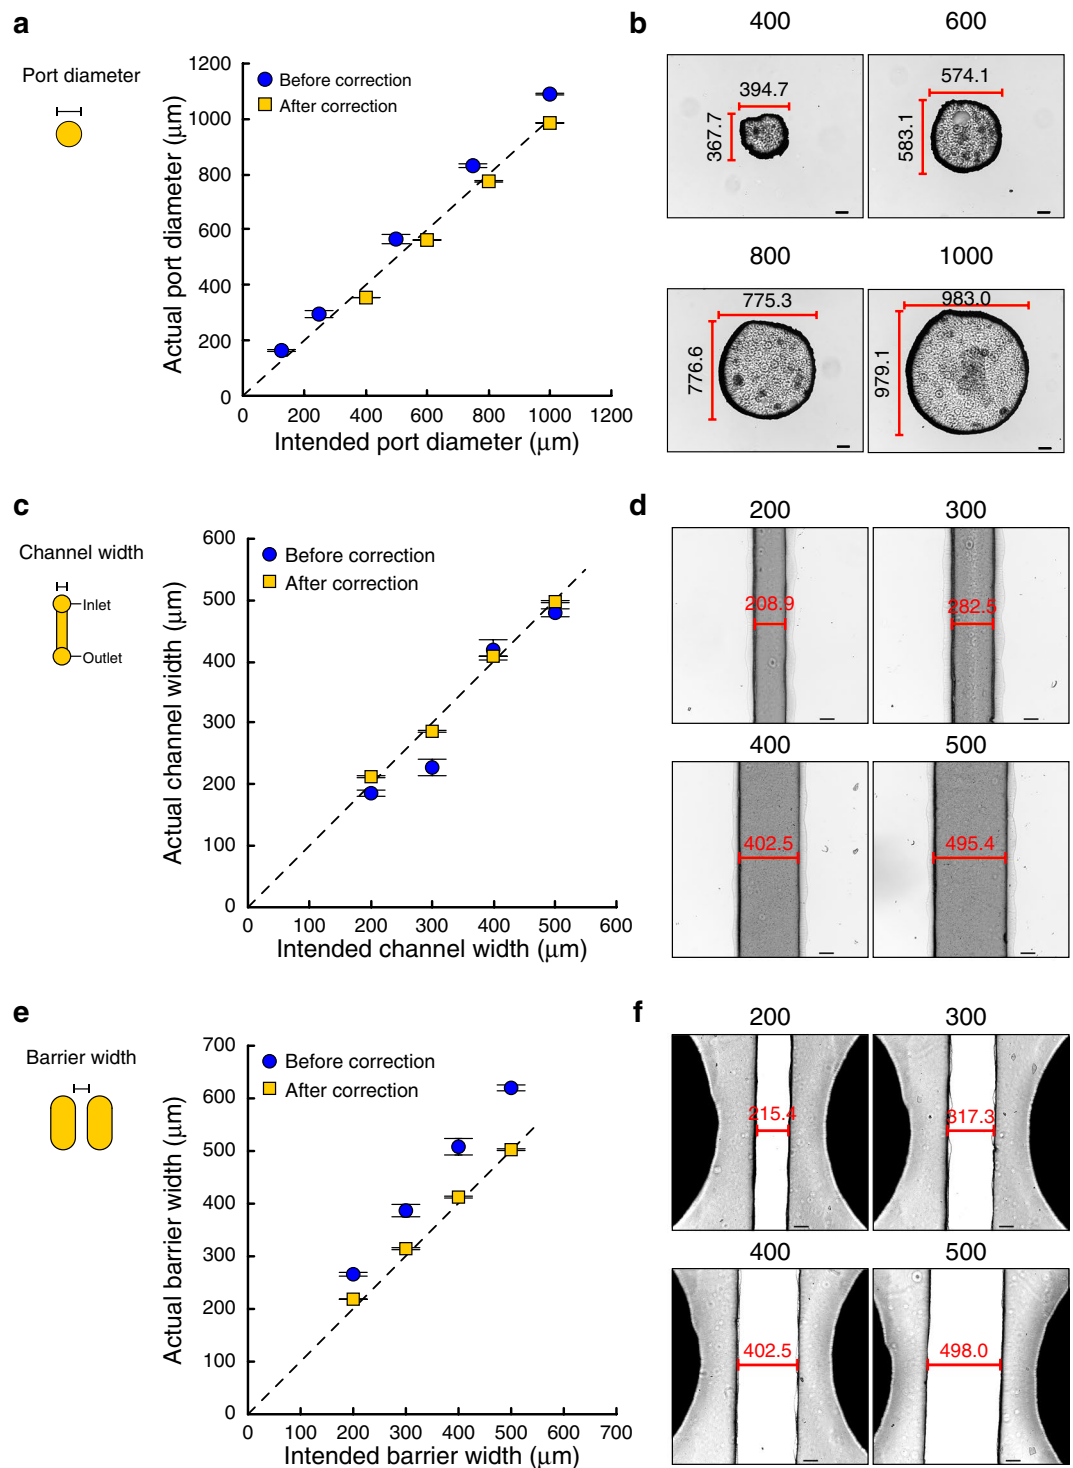 a
Port diameter
1200
1000
800
600
400
200
0
0 200 400 600 800 1000 1200
Actual port diameter (μm)
Intended port diameter (μm)
Before correction
After correction
b
400 600
394.7
367.7
574.1
583.1
800 1000
775.3
776.6
983.0
979.1
c
Channel width
Inlet
Outlet
600
500
400
300
200
100
0
0 100 200 300 400 500 600
Actual channel width (μm)
Intended channel width (μm)
Before correction
After correction
d
200 300
208.9
282.5
400 500
402.5
495.4
e
Barrier width
700
600
500
400
300
200
100
0
0 100 200 300 400 500 600 700
Actual barrier width (μm)
Intended barrier width (μm)
Before correction
After correction
f
200 300
215.4
317.3
400 500
402.5
498.0